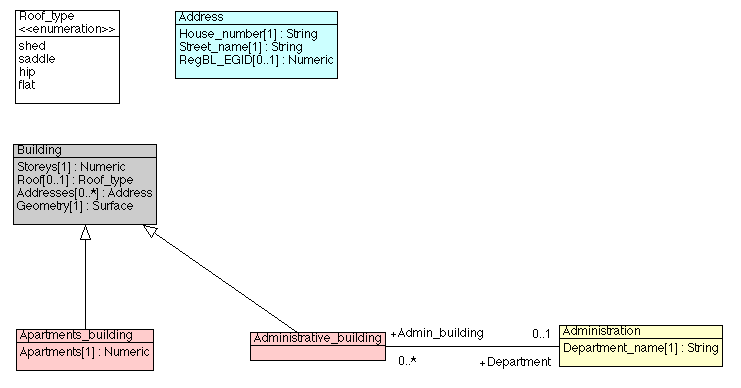 Roof_type
<<enumeration>>
shed
saddle
hip
flat
Address
House_number[1] : String
Street_name[1] : String
RegBL_EGID[0..1] : Numeric
Building
Storeys[1] : Numeric
Roof[0..1] : Roof_type
Addresses[0..*] : Address
Geometry[1] : Surface
Apartments_building
Apartments[1] : Numeric
Administrative_building
+Admin_building
0..1
0..*
+Department
Administration
Department_name[1] : String